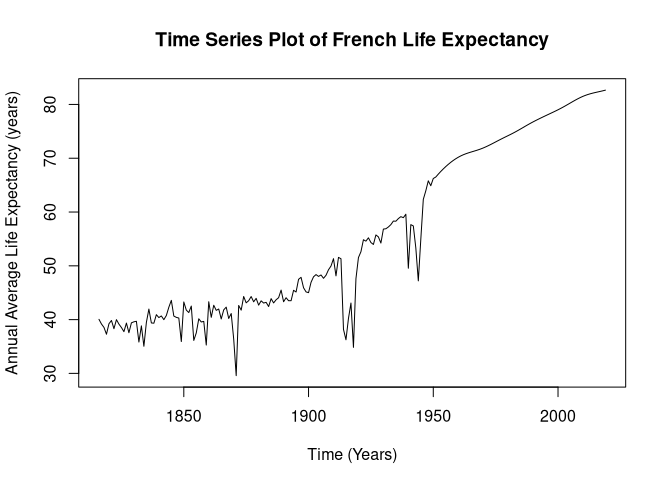 Time Series Plot of French Life Expectancy
Annual Average Life Expectancy (years)
80
70
60
50
40
30
1850 1900 1950 2000
Time (Years)